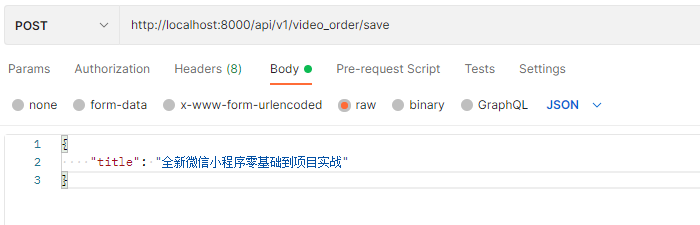 POST http://localhost:8000/api/v1/video_order/save
Params Authorization Headers (8) Body Pre-request Script Tests Settings
none form-data x-www-form-urlencoded raw binary GraphQL JSON
1 {
2 "title": "全新微信小程序零基础到项目实战"
3 }